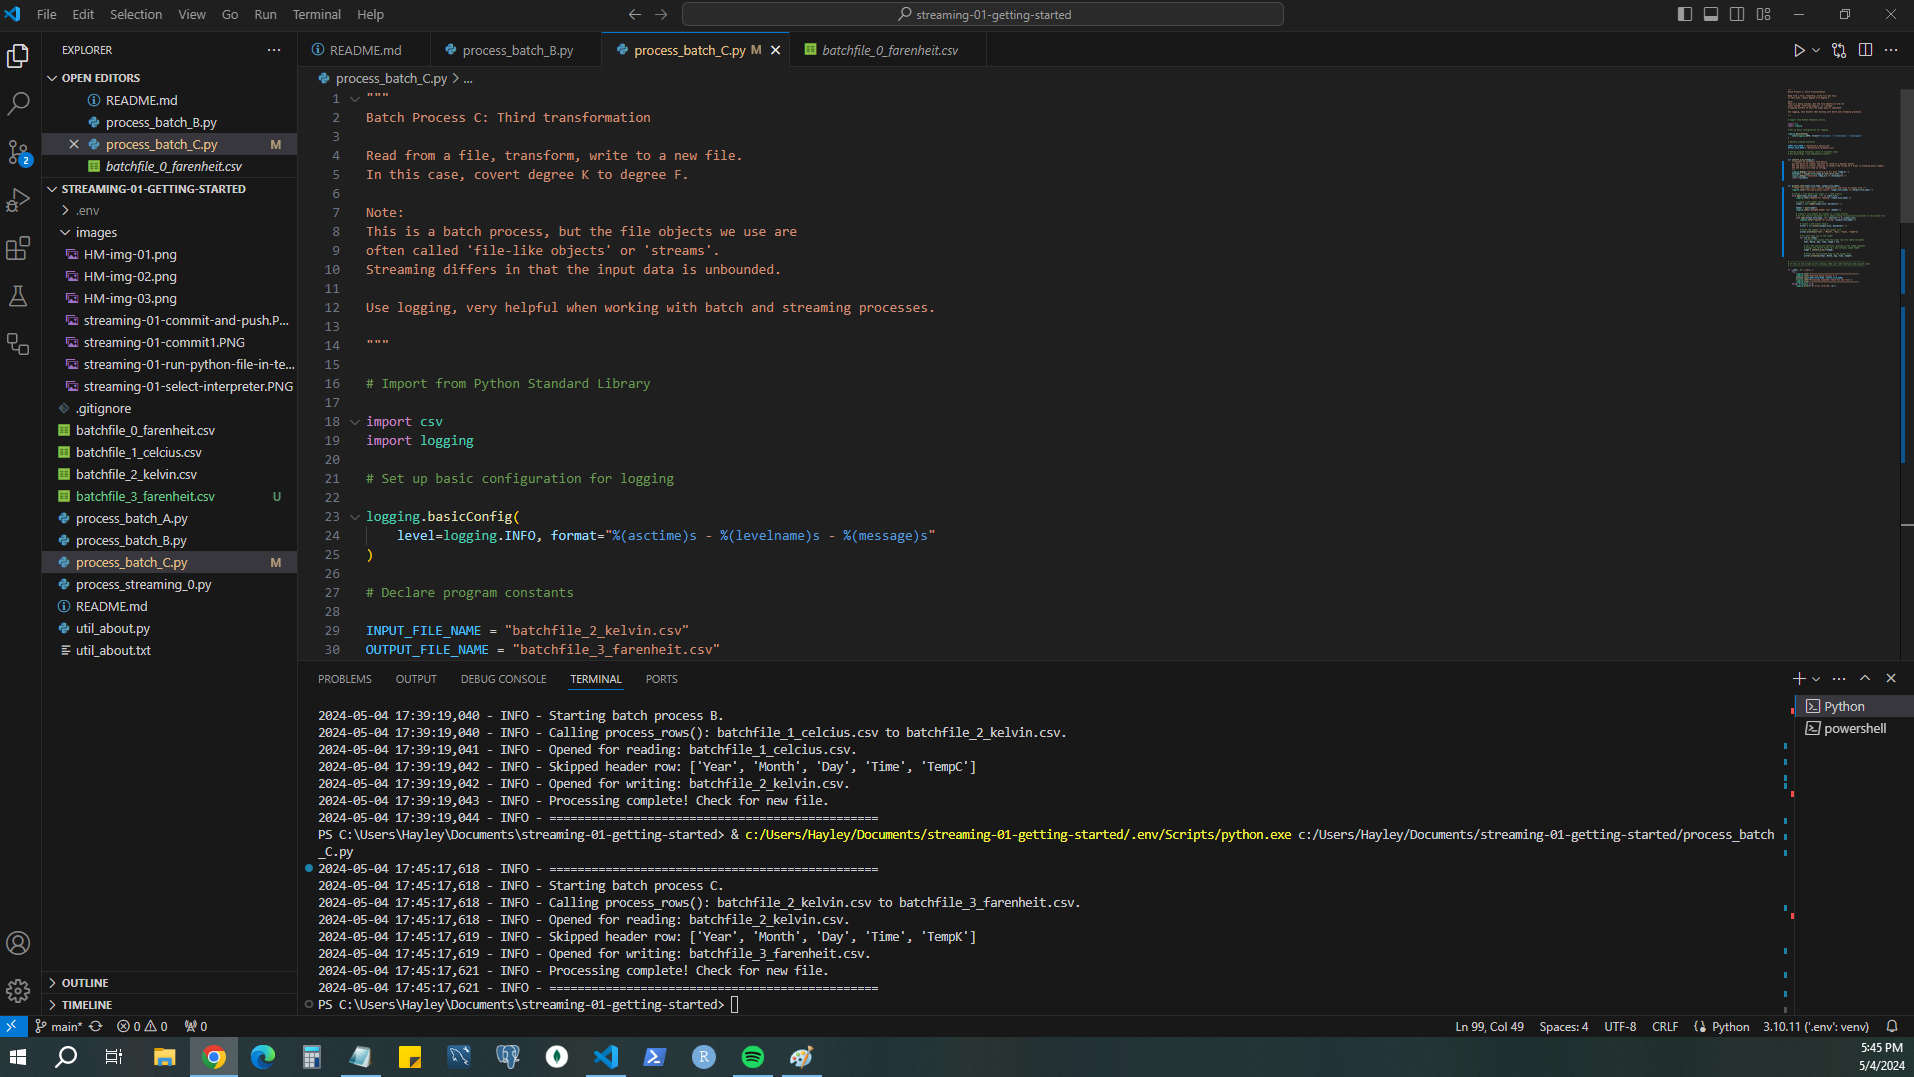 File Edit Selection View Go Run Terminal Help
streaming-01-getting-started
EXPLORER
OPEN EDITORS
README.md
process_batch_B.py
process_batch_C.py M
batchfile_0_farenheit.csv
STREAMING-01-GETTING-STARTED
.env
images
HM-img-01.png
HM-img-02.png
HM-img-03.png
streaming-01-commit-and-push.P...
streaming-01-commit1.PNG
streaming-01-run-python-file-in-te...
streaming-01-select-interpreter.PNG
.gitignore
batchfile_0_farenheit.csv
batchfile_1_celcius.csv
batchfile_2_kelvin.csv
batchfile_3_farenheit.csv U
process_batch_A.py
process_batch_B.py
process_batch_C.py M
process_streaming_0.py
README.md
util_about.py
util_about.txt
OUTLINE
TIMELINE
README.md process_batch_B.py process_batch_C.py M batchfile_0_farenheit.csv
process_batch_C.py > ...
1 """
2 Batch Process C: Third transformation
3
4 Read from a file, transform, write to a new file.
5 In this case, covert degree K to degree F.
6
7 Note:
8 This is a batch process, but the file objects we use are
9 often called 'file-like objects' or 'streams'.
10 Streaming differs in that the input data is unbounded.
11
12 Use logging, very helpful when working with batch and streaming processes.
13
14 """
15
16 # Import from Python Standard Library
17
18 import csv
19 import logging
20
21 # Set up basic configuration for logging
22
23 logging.basicConfig(
24 level=logging.INFO, format="%(asctime)s - %(levelname)s - %(message)s"
25 )
26
27 # Declare program constants
28
29 INPUT_FILE_NAME = "batchfile_2_kelvin.csv"
30 OUTPUT_FILE_NAME = "batchfile_3_farenheit.csv"
PROBLEMS OUTPUT DEBUG CONSOLE TERMINAL PORTS
Python
powershell
2024-05-04 17:39:19,040 - INFO - Starting batch process B.
2024-05-04 17:39:19,040 - INFO - Calling process_rows(): batchfile_1_celcius.csv to batchfile_2_kelvin.csv.
2024-05-04 17:39:19,041 - INFO - Opened for reading: batchfile_1_celcius.csv.
2024-05-04 17:39:19,042 - INFO - Skipped header row: ['Year', 'Month', 'Day', 'Time', 'TempC']
2024-05-04 17:39:19,042 - INFO - Opened for writing: batchfile_2_kelvin.csv.
2024-05-04 17:39:19,043 - INFO - Processing complete! Check for new file.
2024-05-04 17:39:19,044 - INFO - ===============================================
PS C:\Users\Hayley\Documents\streaming-01-getting-started> & c:/Users/Hayley/Documents/streaming-01-getting-started/.env/Scripts/python.exe c:/Users/Hayley/Documents/streaming-01-getting-started/process_batch
_C.py
2024-05-04 17:45:17,618 - INFO - ===============================================
2024-05-04 17:45:17,618 - INFO - Starting batch process C.
2024-05-04 17:45:17,618 - INFO - Calling process_rows(): batchfile_2_kelvin.csv to batchfile_3_farenheit.csv.
2024-05-04 17:45:17,618 - INFO - Opened for reading: batchfile_2_kelvin.csv.
2024-05-04 17:45:17,619 - INFO - Skipped header row: ['Year', 'Month', 'Day', 'Time', 'TempK']
2024-05-04 17:45:17,619 - INFO - Opened for writing: batchfile_3_farenheit.csv.
2024-05-04 17:45:17,621 - INFO - Processing complete! Check for new file.
2024-05-04 17:45:17,621 - INFO - ===============================================
PS C:\Users\Hayley\Documents\streaming-01-getting-started>
2
main* 0 0 0 Ln 99, Col 49 Spaces: 4 UTF-8 CRLF Python 3.10.11 ('.env': venv)
R
5:45 PM
5/4/2024